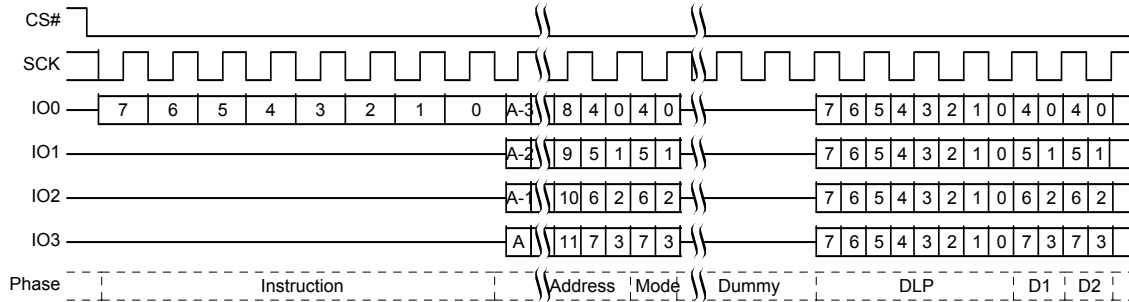 CS#
SCK
IO0 7 6 5 4 3 2 1 0 A-3 8 4 0 4 0 7 6 5 4 3 2 1 0 4 0 4 0
IO1 A-2 9 5 1 5 1 7 6 5 4 3 2 1 0 5 1 5 1
IO2 A-1 10 6 2 6 2 7 6 5 4 3 2 1 0 6 2 6 2
IO3 A 11 7 3 7 3 7 6 5 4 3 2 1 0 7 3 7 3
Phase Instruction Address Mode Dummy DLP D1 D2